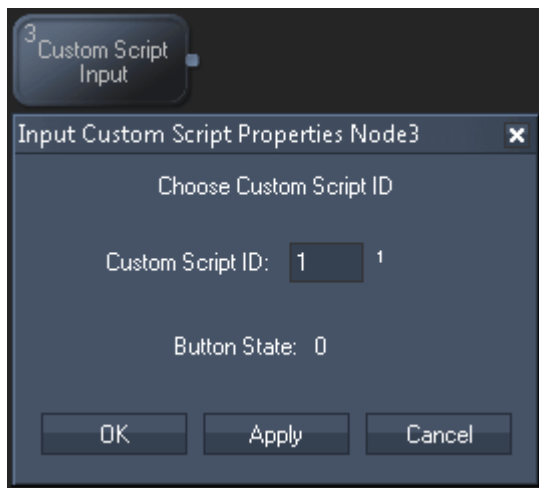 3
Custom Script
Input
Input Custom Script Properties Node3
Choose Custom Script ID
Custom Script ID: 1 1
Button State: 0
OK Apply Cancel